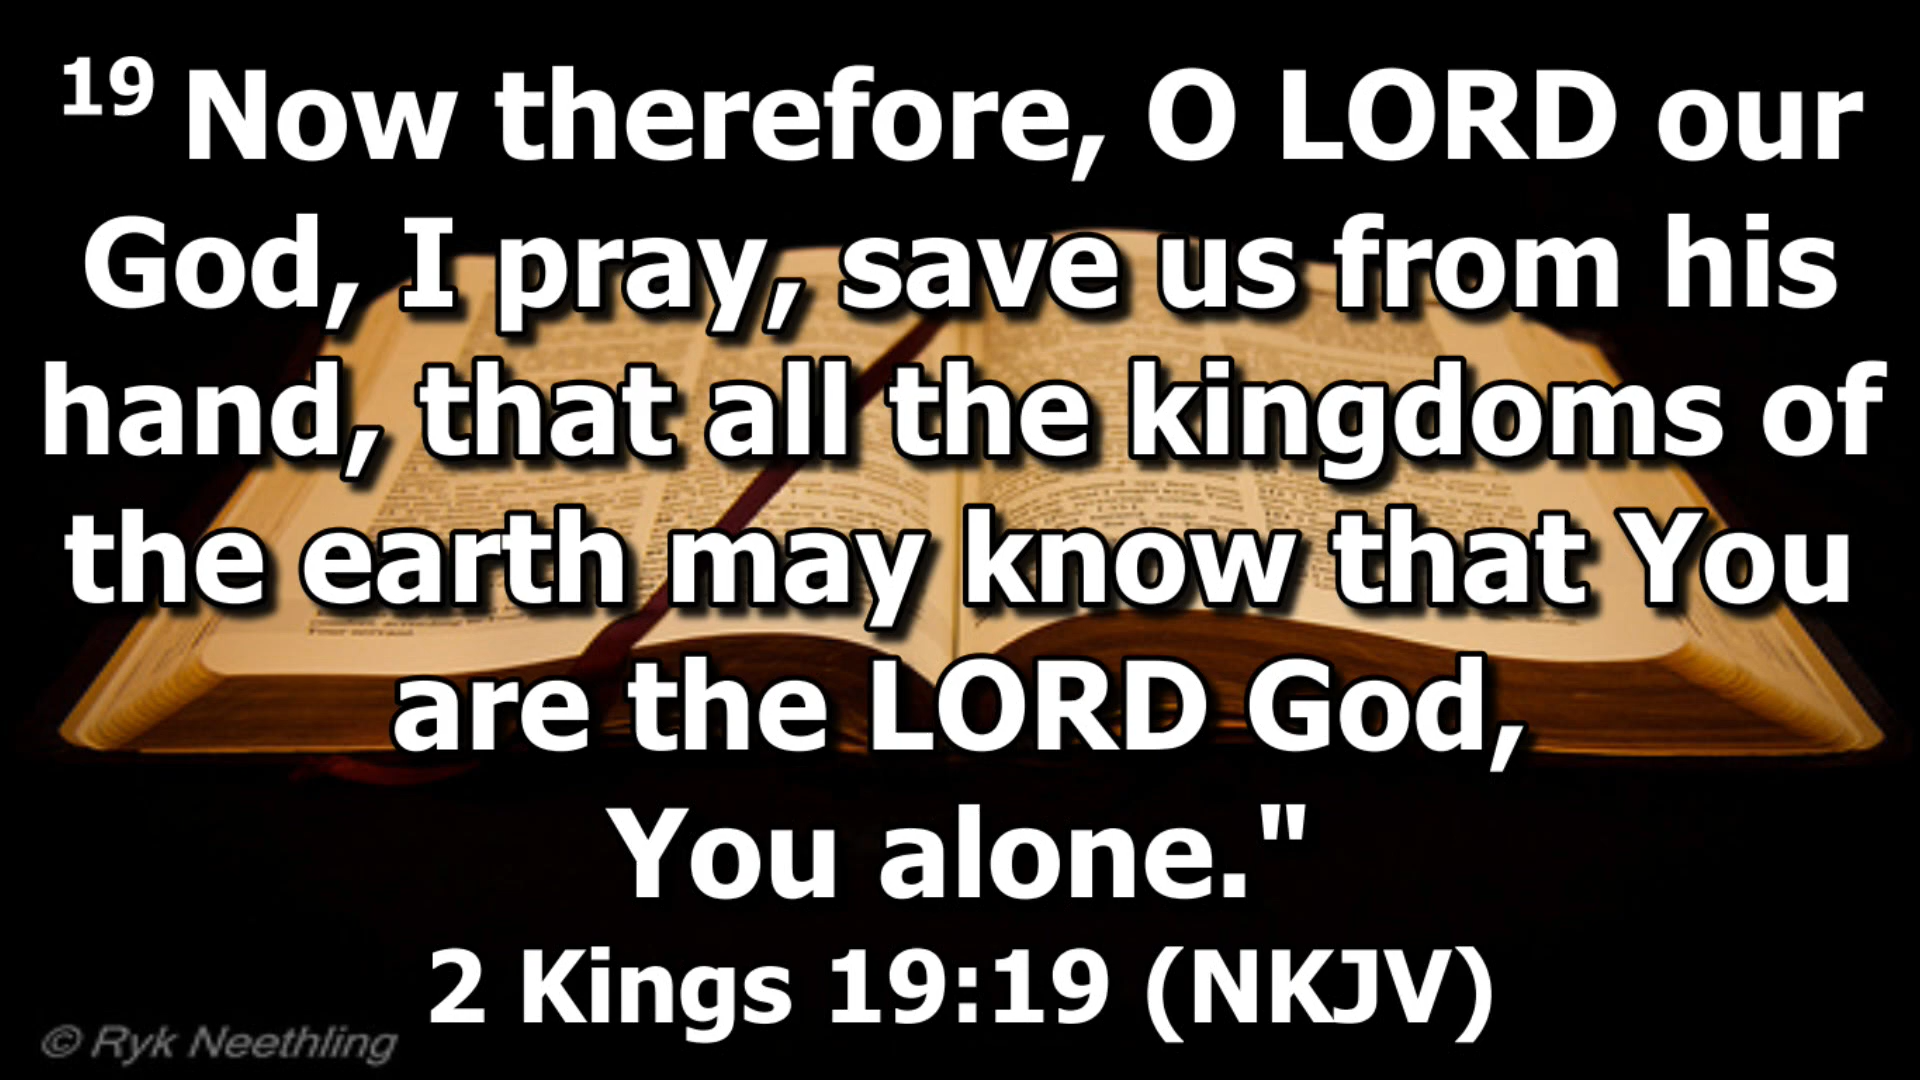 19 Now therefore, O LORD our
God, I pray, save us from his
hand, that all the kingdoms of
the earth may know that You
are the LORD God,
You alone."
2 Kings 19:19 (NKJV)
© Ryk Neethling